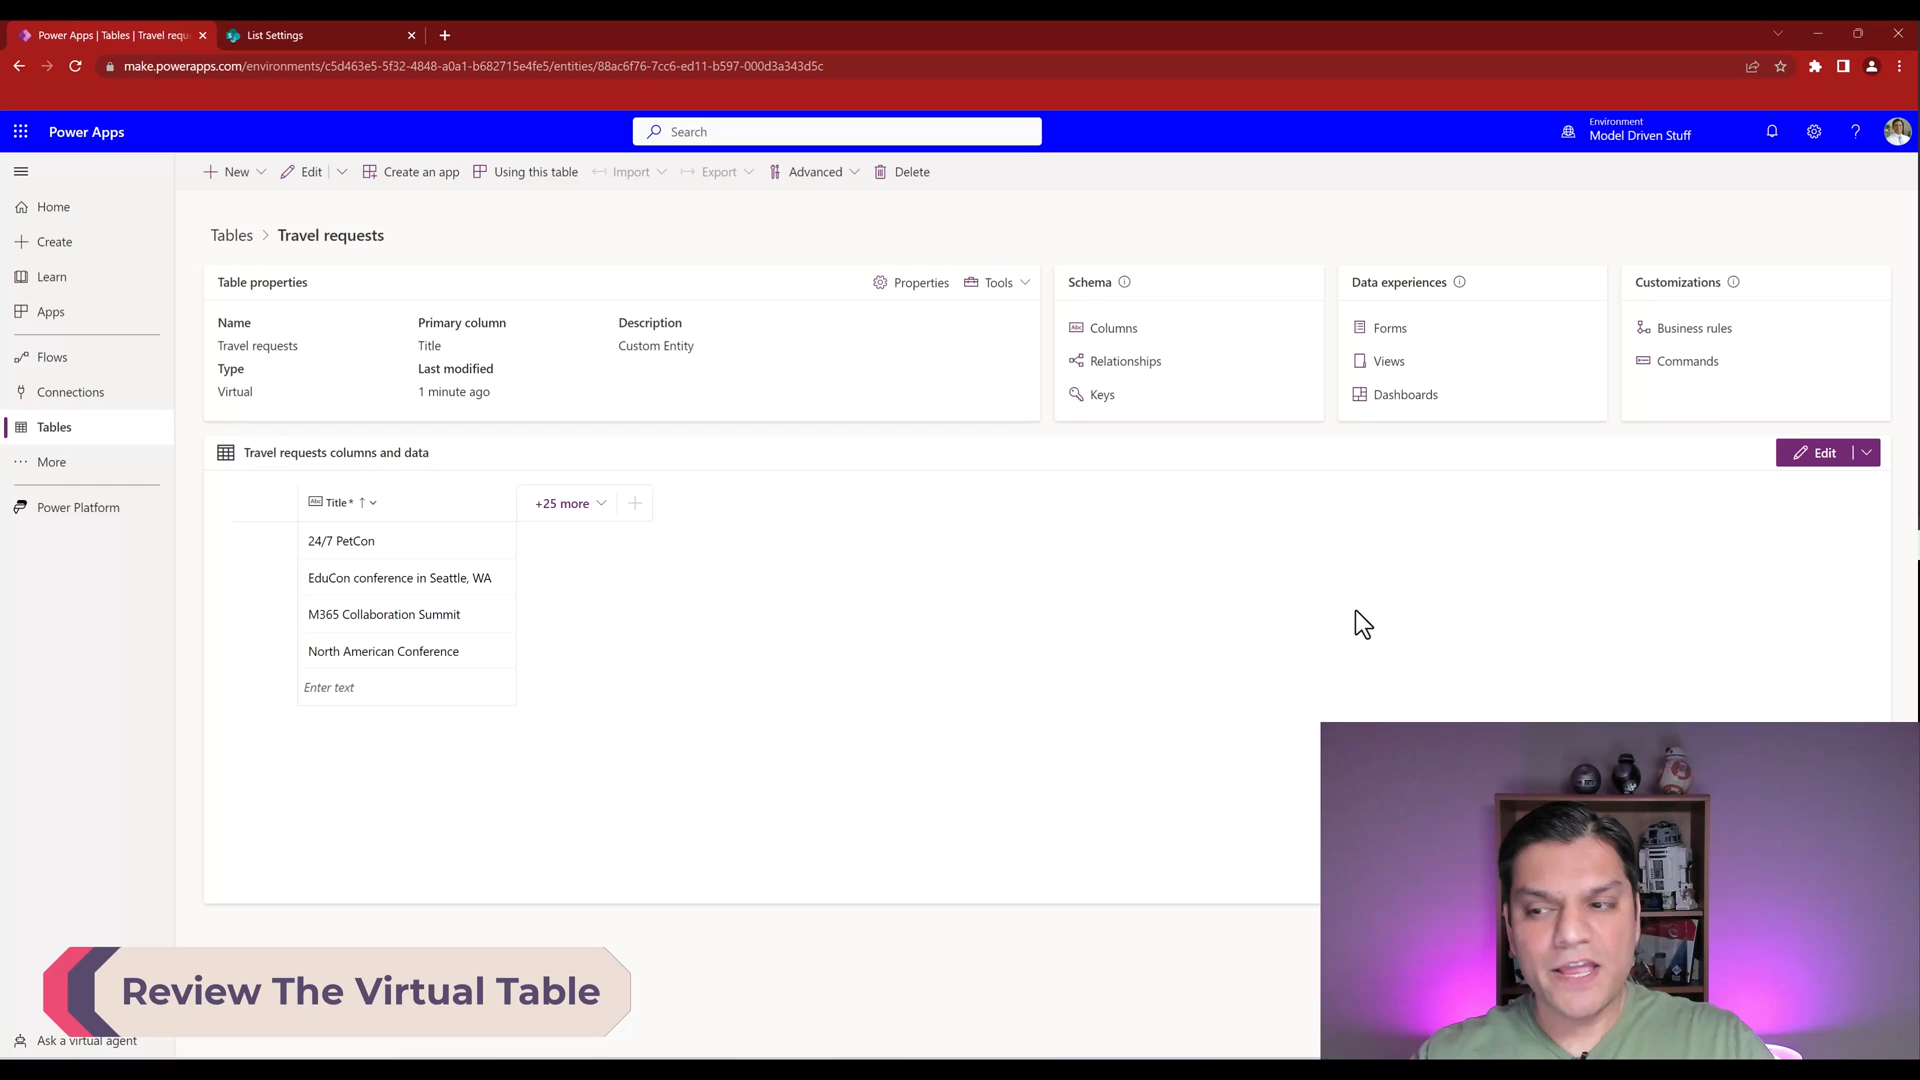 Power Apps | Tables | Travel requ
List Settings
make.powerapps.com/environments/c5d463e5-5f32-4848-a0a1-b682715e4fe5/entities/88ac6f76-7cc6-ed11-b597-000d3a343d5c
Power Apps
Search
Environment
Model Driven Stuff
New
Edit
Create an app
Using this table
Import
Export
Advanced
Delete
Home
Create
Learn
Apps
Flows
Connections
Tables
More
Power Platform
Ask a virtual agent
Tables > Travel requests
Table properties
Properties
Tools
Name
Travel requests
Type
Virtual
Primary column
Title
Last modified
1 minute ago
Description
Custom Entity
Schema
Columns
Relationships
Keys
Data experiences
Forms
Views
Dashboards
Customizations
Business rules
Commands
Travel requests columns and data
Edit
Abc Title * ↑
+25 more
24/7 PetCon
EduCon conference in Seattle, WA
M365 Collaboration Summit
North American Conference
Enter text
Review The Virtual Table